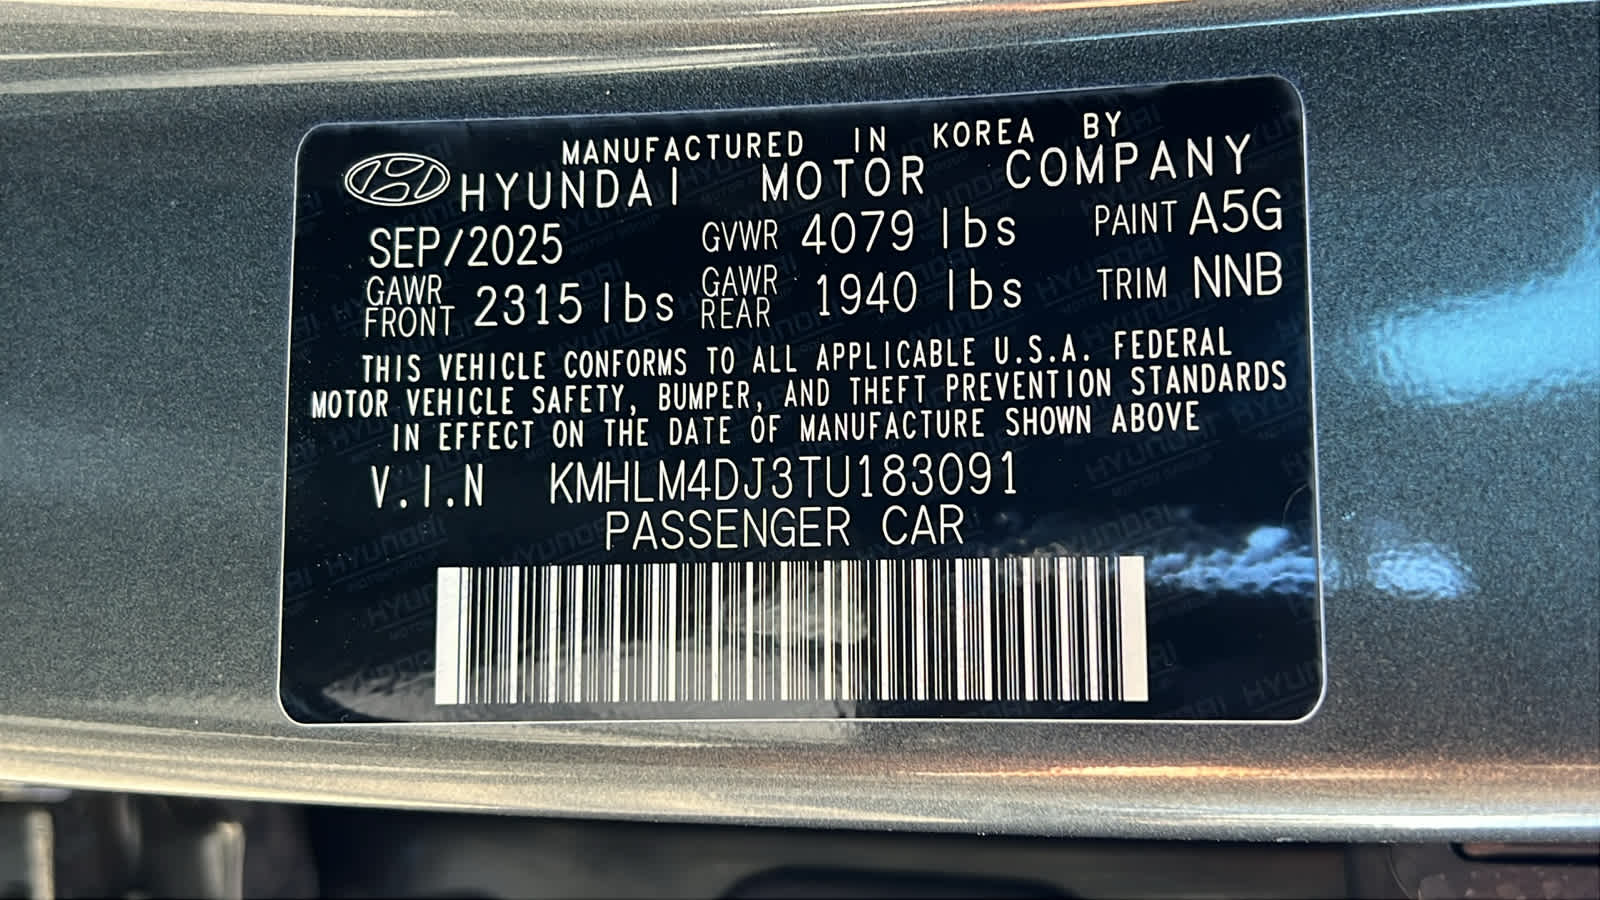 MANUFACTURED IN KOREA BY
HYUNDAI MOTOR COMPANY
SEP/2025 GVWR 4079 lbs PAINT A5G
GAWR FRONT 2315 lbs GAWR REAR 1940 lbs TRIM NNB
THIS VEHICLE CONFORMS TO ALL APPLICABLE U.S.A. FEDERAL
MOTOR VEHICLE SAFETY, BUMPER, AND THEFT PREVENTION STANDARDS
IN EFFECT ON THE DATE OF MANUFACTURE SHOWN ABOVE
V.I.N KMHLM4DJ3TU183091
PASSENGER CAR